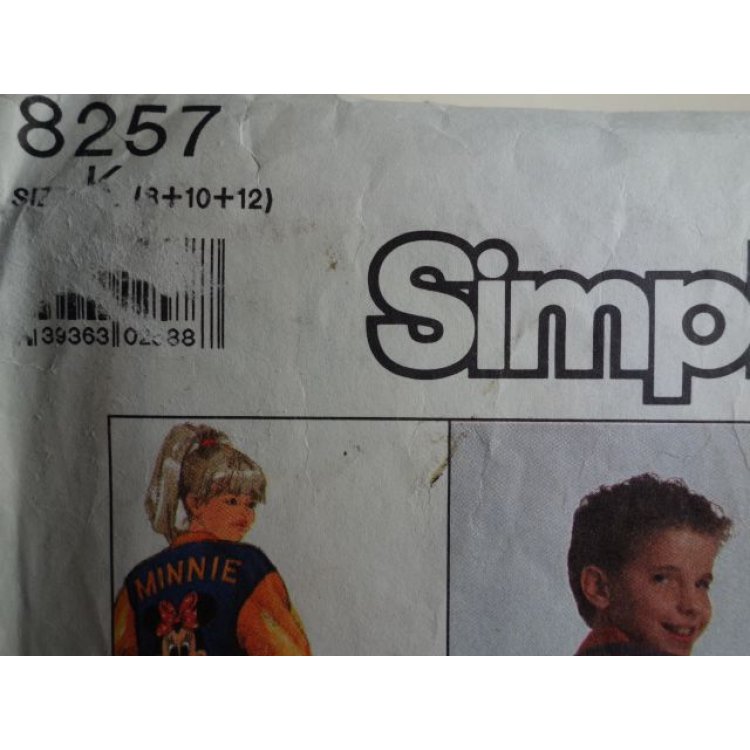 8257
K
(8+10+12)
Simpl
39363
MINNIE